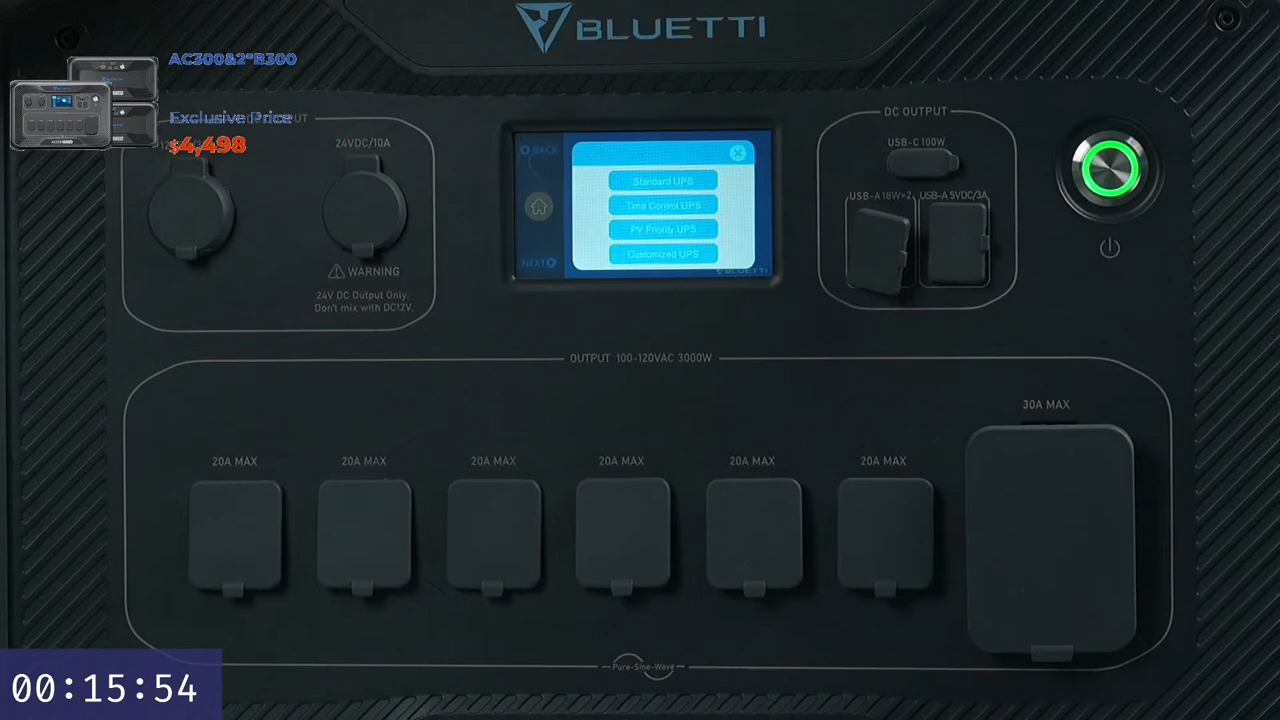 BLUETTI
AC300&2*B300
Exclusive Price
$4,498
24VDC/10A
WARNING
24V DC Output Only.
Don't mix with DC12V.
BACK
NEXT
Standard UPS
Time Control UPS
PV Priority UPS
Customized UPS
BLUETTI
DC OUTPUT
USB-C 100W
USB-A 18W*2
USB-A 5VDC/3A
OUTPUT 100-120VAC 3000W
20A MAX
20A MAX
20A MAX
20A MAX
20A MAX
20A MAX
30A MAX
Pure-Sine-Wave
00:15:54